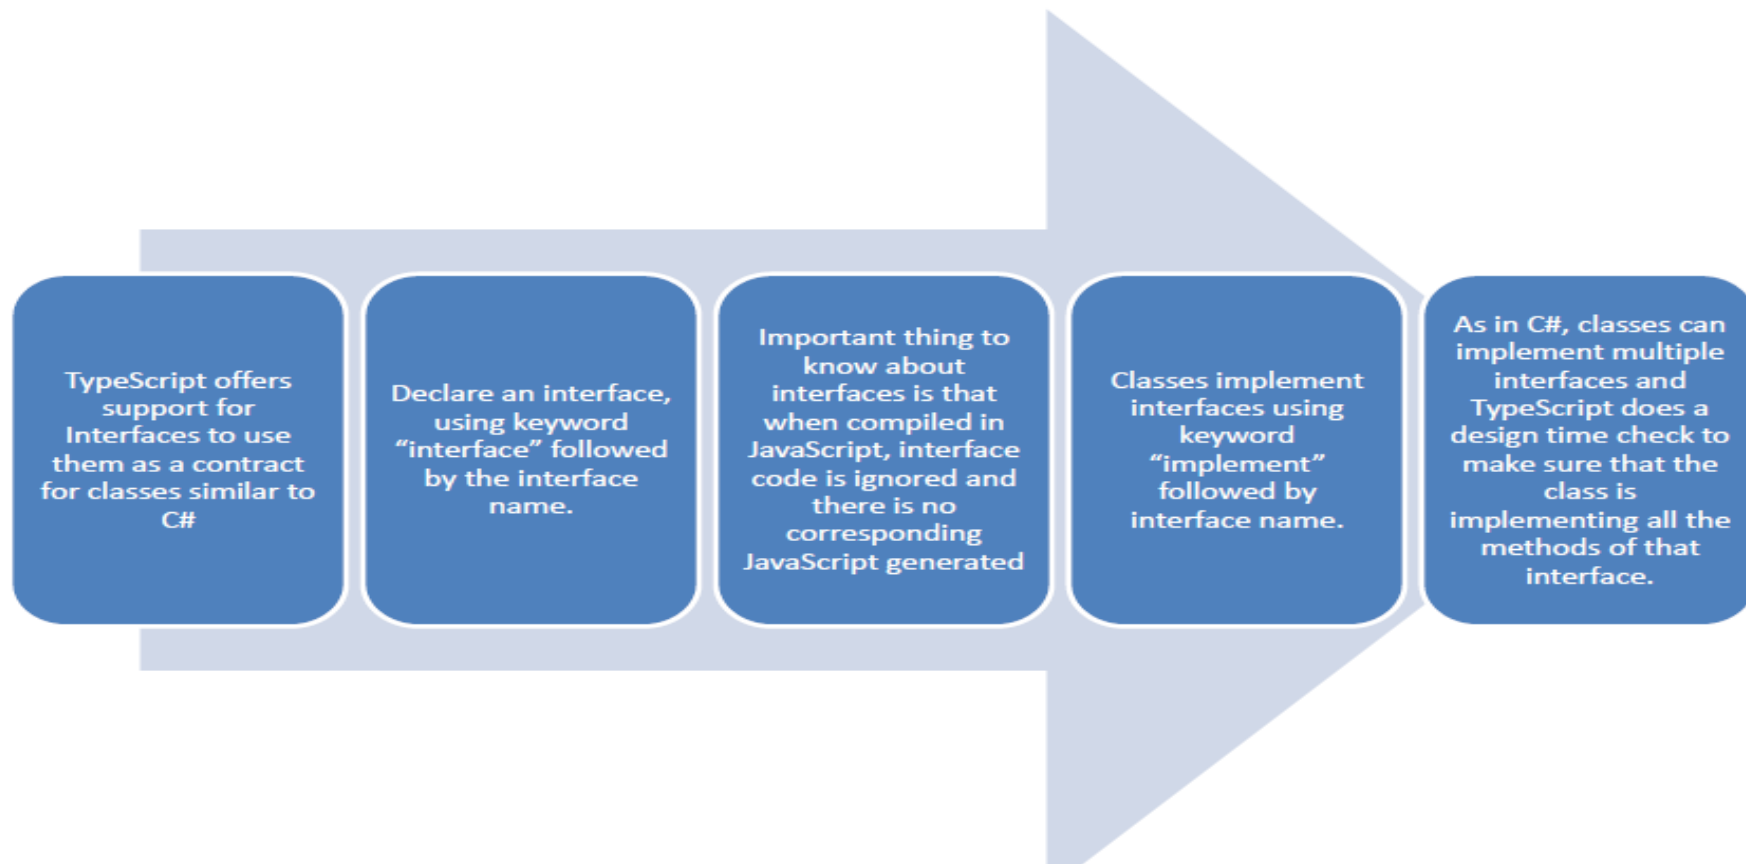 TypeScript offers
support for
Interfaces to use
them as a contract
for classes similar to
C#
Declare an interface,
using keyword
“interface” followed
by the interface
name.
Important thing to
know about
interfaces is that
when compiled in
JavaScript, interface
code is ignored and
there is no
corresponding
JavaScript generated
Classes implement
interfaces using
keyword
“implement”
followed by
interface name.
As in C#, classes can
implement multiple
interfaces and
TypeScript does a
design time check to
make sure that the
class is
implementing all the
methods of that
interface.